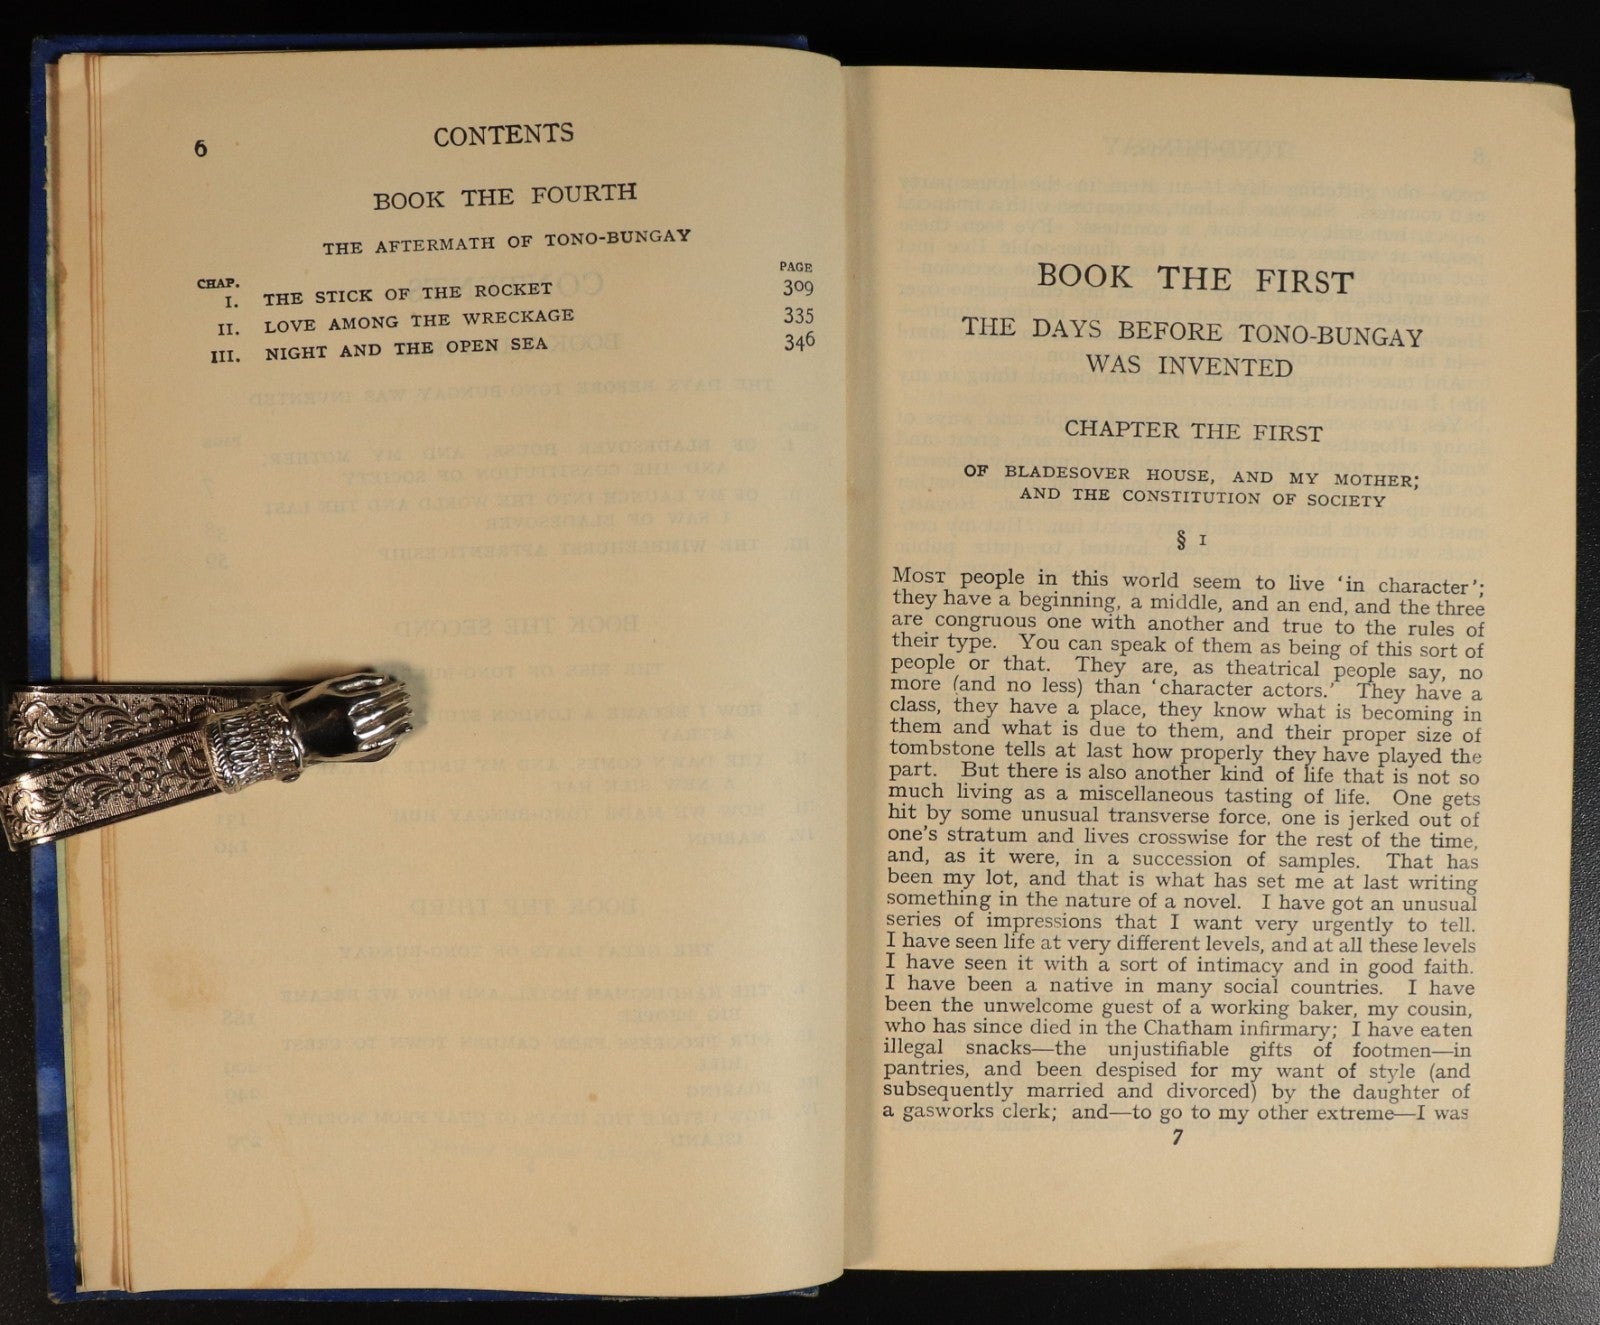 6
CONTENTS
BOOK THE FOURTH
THE AFTERMATH OF TONO-BUNGAY
CHAP. PAGE
I. THE STICK OF THE ROCKET 309
II. LOVE AMONG THE WRECKAGE 335
III. NIGHT AND THE OPEN SEA 346
BOOK THE FIRST
THE DAYS BEFORE TONO-BUNGAY
WAS INVENTED
CHAPTER THE FIRST
OF BLADESOVER HOUSE, AND MY MOTHER;
AND THE CONSTITUTION OF SOCIETY
§ 1
MOST people in this world seem to live ‘in character’;
they have a beginning, a middle, and an end, and the three
are congruous one with another and true to the rules of
their type. You can speak of them as being of this sort of
people or that. They are, as theatrical people say, no
more (and no less) than ‘character actors.’ They have a
class, they have a place, they know what is becoming in
them and what is due to them, and their proper size of
tombstone tells at last how properly they have played the
part. But there is also another kind of life that is not so
much living as a miscellaneous tasting of life. One gets
hit by some unusual transverse force, one is jerked out of
one’s stratum and lives crosswise for the rest of the time,
and, as it were, in a succession of samples. That has
been my lot, and that is what has set me at last writing
something in the nature of a novel. I have got an unusual
series of impressions that I want very urgently to tell.
I have seen life at very different levels, and at all these levels
I have seen it with a sort of intimacy and in good faith.
I have been a native in many social countries. I have
been the unwelcome guest of a working baker, my cousin,
who has since died in the Chatham infirmary; I have eaten
illegal snacks—the unjustifiable gifts of footmen—in
pantries, and been despised for my want of style (and
subsequently married and divorced) by the daughter of
a gasworks clerk; and—to go to my other extreme—I was
7